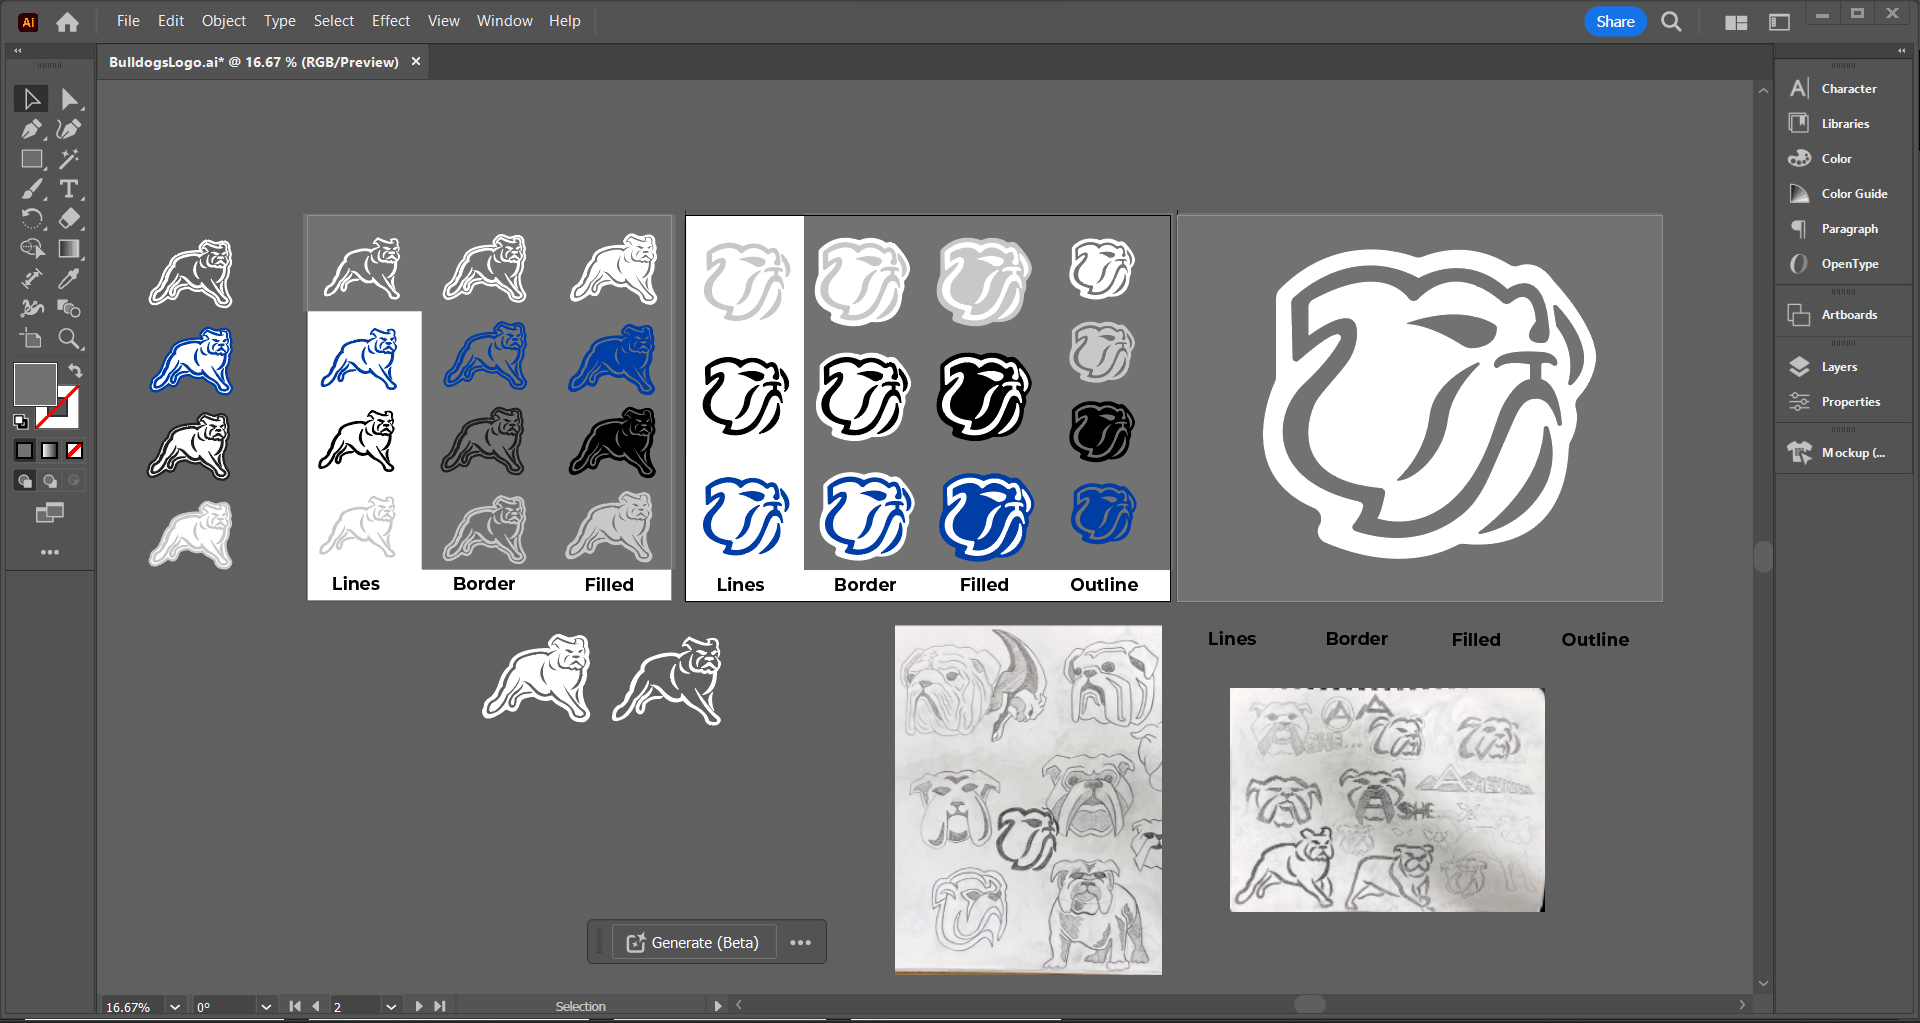 Ai
File Edit Object Type Select Effect View Window Help
Share
BulldogsLogo.ai* @ 16.67 % (RGB/Preview)
Character
Libraries
Color
Color Guide
Paragraph
OpenType
Artboards
Layers
Properties
Mockup (...
Lines Border Filled
Lines Border Filled Outline
Lines Border Filled Outline
SHE...
SHE
Generate (Beta)
16.67% 0° 2 Selection